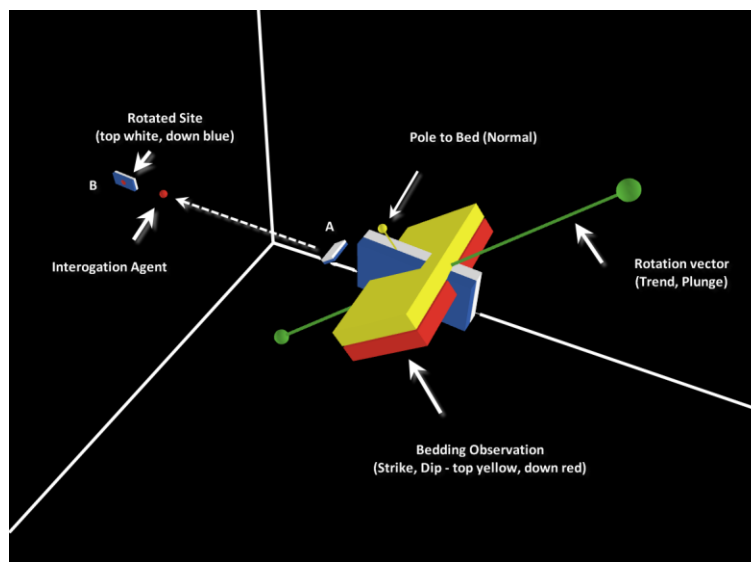 Rotated Site
(top white, down blue)
Pole to Bed (Normal)
B
A
Interogation Agent
Rotation vector
(Trend, Plunge)
Bedding Observation
(Strike, Dip - top yellow, down red)